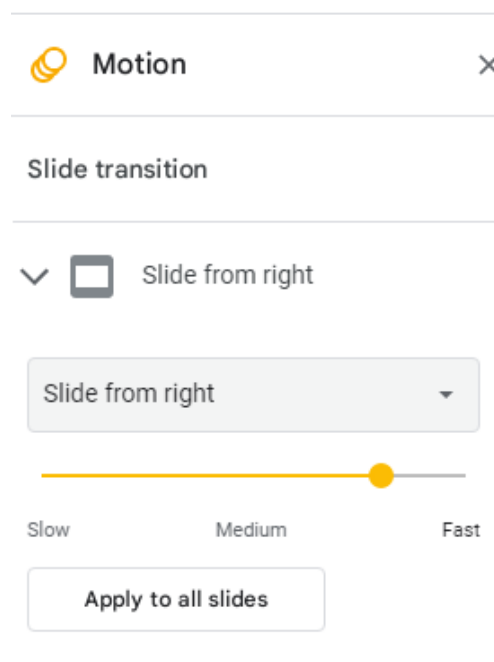 Motion
Slide transition
Slide from right
Slide from right
Slow Medium Fast
Apply to all slides